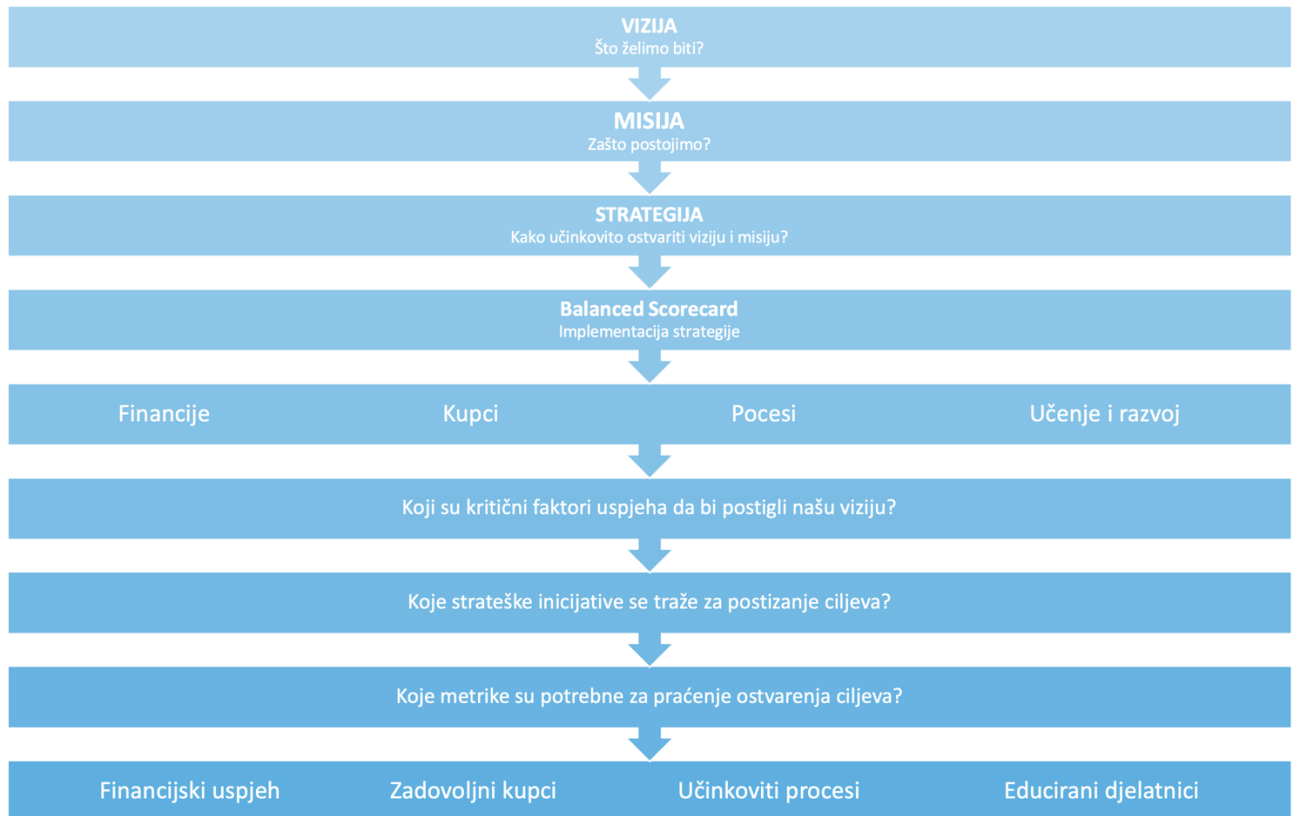 VIZIJA
Što želimo biti?
MISIJA
Zašto postojimo?
STRATEGIJA
Kako učinkovito ostvariti viziju i misiju?
Balanced Scorecard
Implementacija strategije
Financije Kupci Pocesi Učenje i razvoj
Koji su kritični faktori uspjeha da bi postigli našu viziju?
Koje strateške inicijative se traže za postizanje ciljeva?
Koje metrike su potrebne za praćenje ostvarenja ciljeva?
Financijski uspjeh Zadovoljni kupci Učinkoviti procesi Educirani djelatnici